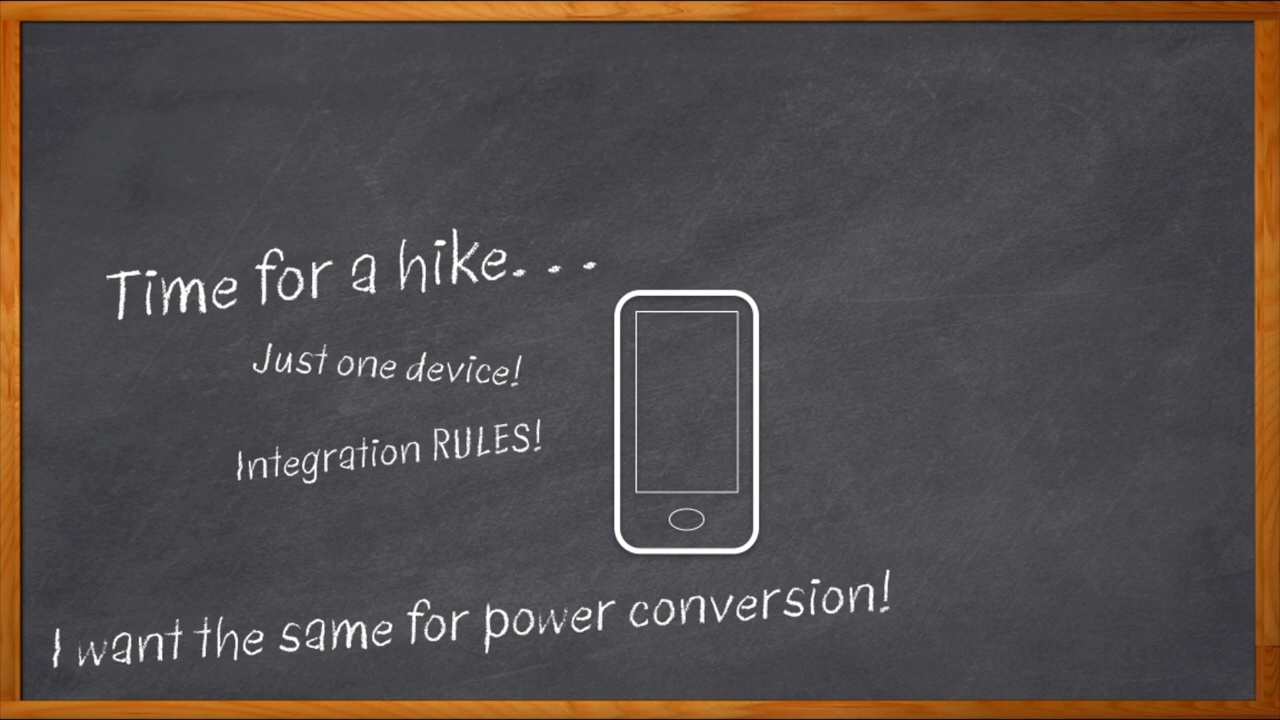 Time for a hike. . .
Just one device!
Integration RULES!
I want the same for power conversion!